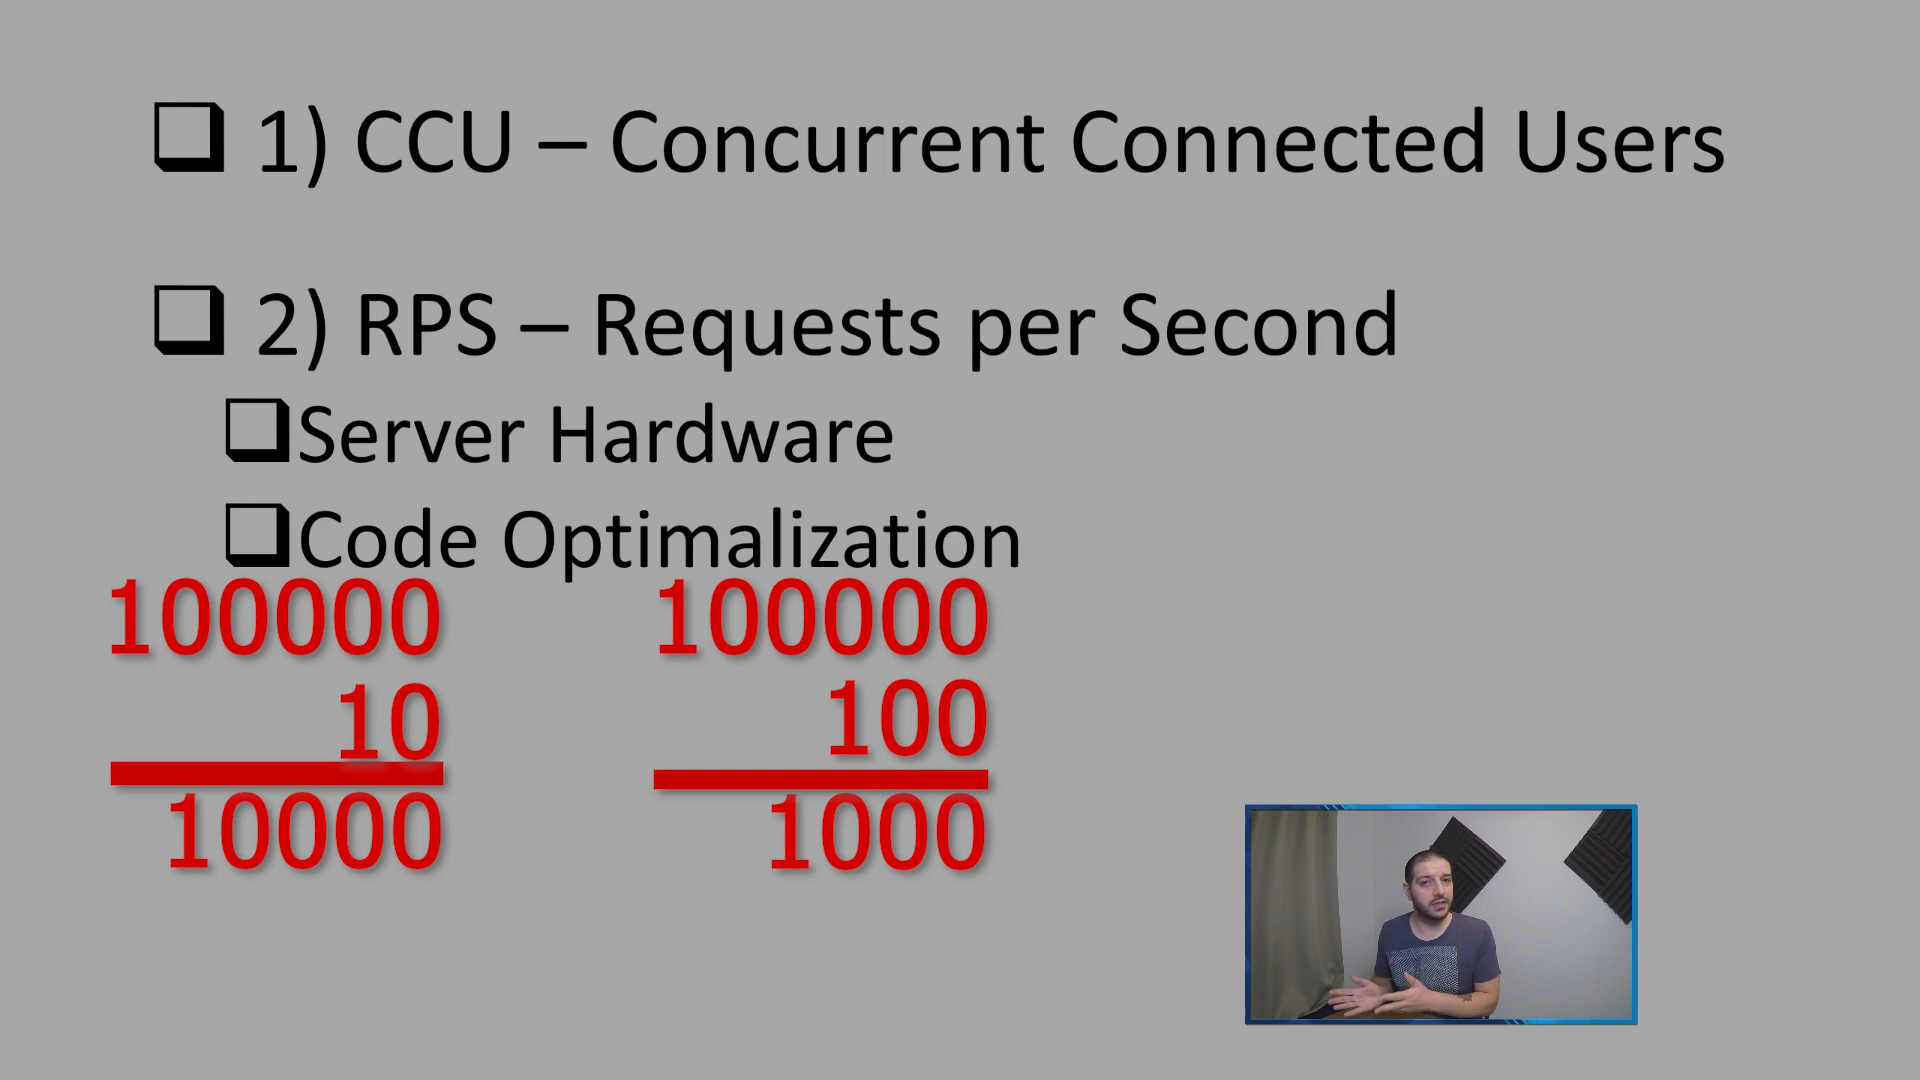 1) CCU – Concurrent Connected Users
2) RPS – Requests per Second
Server Hardware
Code Optimalization
100000
10
10000
100000
100
1000